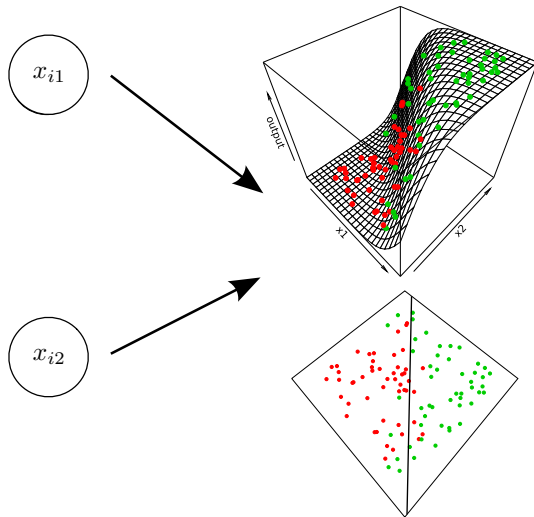 x_{i1}
output
x1
x2
x_{i2}